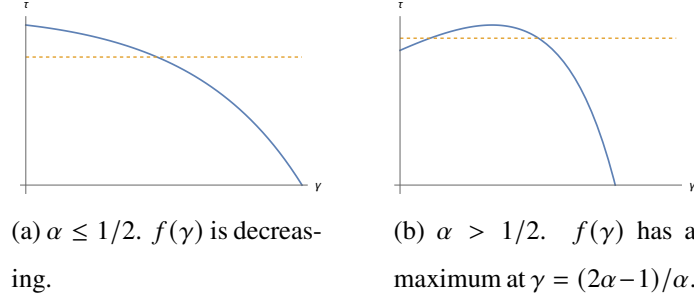 τ
τ
γ
γ
(a) α ≤ 1/2. f(γ) is decreas-
ing.
(b) α > 1/2. f(γ) has a
maximum at γ = (2α−1)/α.